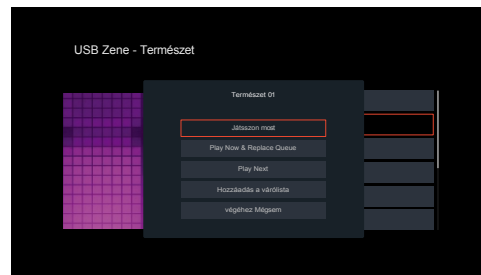 USB Zene - Természet
Természet 01
Játsszon most
Play Now & Replace Queue
Play Next
Hozzáadás a várólista
végéhez Mégsem